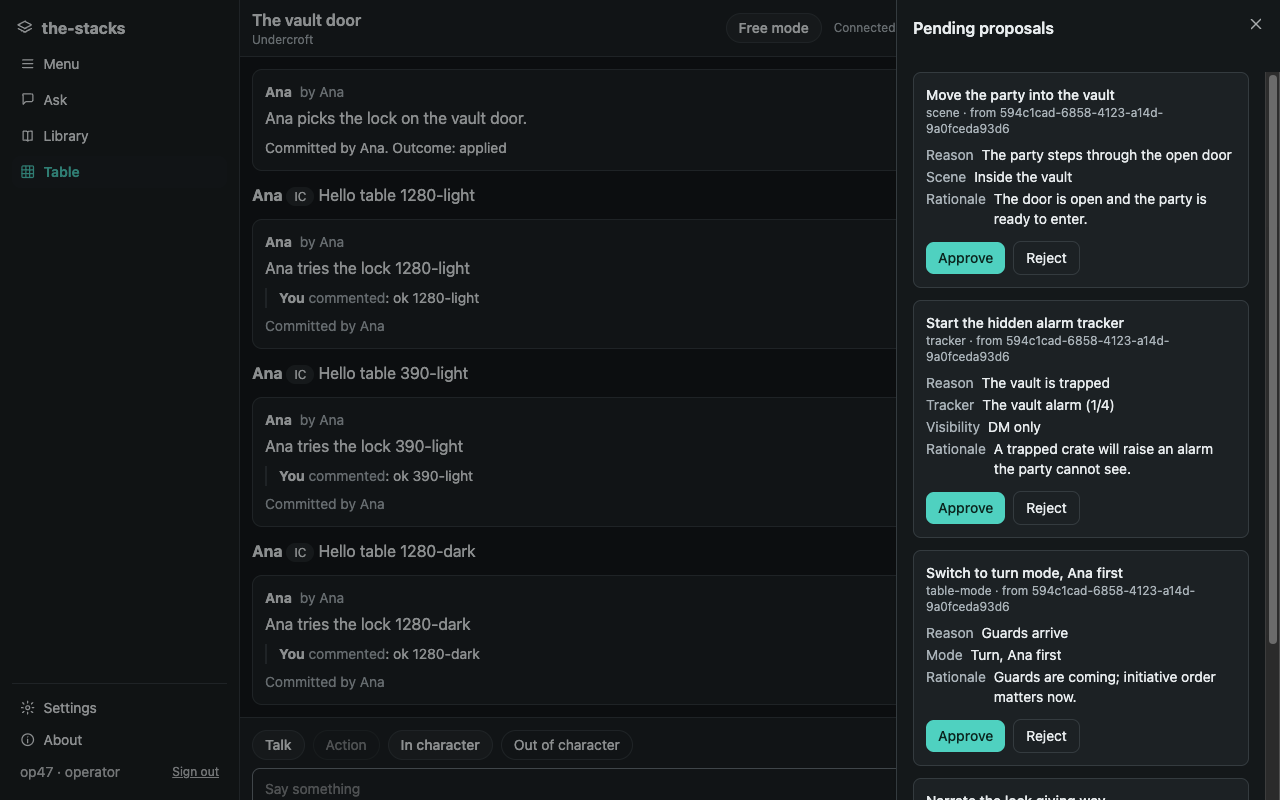 the-stacks
Menu
Ask
Library
Table
Settings
About
op47 · operator
Sign out
The vault door
Undercroft
Free mode
Connected
Ana by Ana
Ana picks the lock on the vault door.
Committed by Ana. Outcome: applied
Ana IC Hello table 1280-light
Ana by Ana
Ana tries the lock 1280-light
You commented: ok 1280-light
Committed by Ana
Ana IC Hello table 390-light
Ana by Ana
Ana tries the lock 390-light
You commented: ok 390-light
Committed by Ana
Ana IC Hello table 1280-dark
Ana by Ana
Ana tries the lock 1280-dark
You commented: ok 1280-dark
Committed by Ana
Talk
Action
In character
Out of character
Say something
Pending proposals
Move the party into the vault
scene · from 594c1cad-6858-4123-a14d-
9a0fceda93d6
Reason The party steps through the open door
Scene Inside the vault
Rationale The door is open and the party is
ready to enter.
Approve
Reject
Start the hidden alarm tracker
tracker · from 594c1cad-6858-4123-a14d-
9a0fceda93d6
Reason The vault is trapped
Tracker The vault alarm (1/4)
Visibility DM only
Rationale A trapped crate will raise an alarm
the party cannot see.
Approve
Reject
Switch to turn mode, Ana first
table-mode · from 594c1cad-6858-4123-a14d-
9a0fceda93d6
Reason Guards arrive
Mode Turn, Ana first
Rationale Guards are coming; initiative order
matters now.
Approve
Reject
Narrate the lock giving way